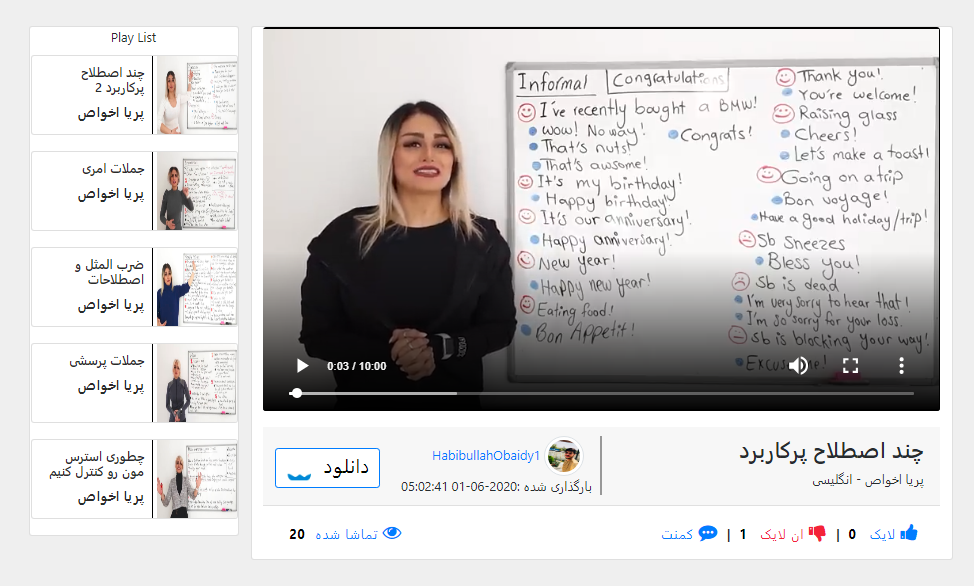 Play List
چند اصطلاح
پرکاربرد 2
پریا اخواص
جملات امری
پریا اخواص
ضرب المثل و
اصطلاحات
پریا اخواص
جملات پرسشی
پریا اخواص
چطوری استرس
مون رو کنترل کنیم
پریا اخواص
Informal Congratulations
I've recently bought a BMW!
Wow! No way! Congrats!
That's nuts!
That's awsome!
It's my birthday!
Happy birthday
It's our anniversary!
Happy anniversary!
New year!
Happy new year!
Eating food!
Bon Appetit!
Thank you!
You're welcome!
Raising glass
Cheers!
Let's make a toast!
Going on a trip
Bon voyage!
Have a good holiday/trip!
Sb Sneezes
Bless you!
Sb is dead
I'm very sorry to hear that!
I'm so sorry for your loss.
Sb is blocking your way!
0:03 / 10:00
چند اصطلاح پرکاربرد
پریا اخواص - انگلیسی
HabibullahObaidy1
بارگذاری شده :2020-06-01 05:02:41
دانلود
لایک 0 | ان لایک 1 | کمنت
تماشا شده 20